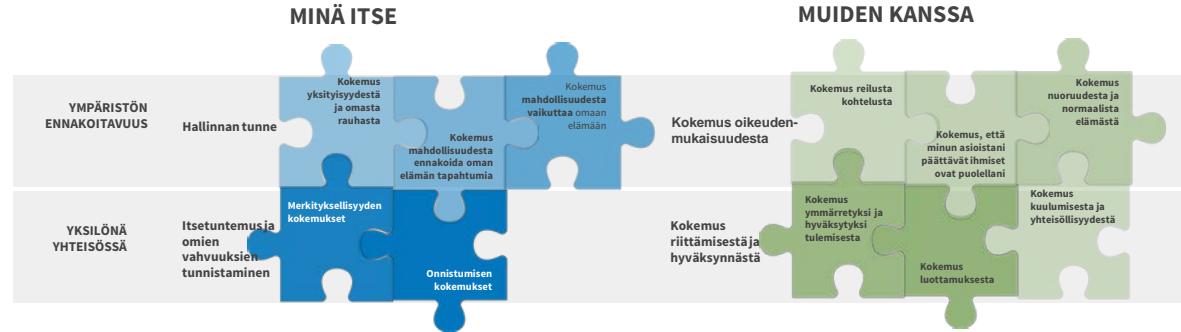 MINÄ ITSE
MUIDEN KANSSA
YMPÄRISTÖN
ENNAKOITAVUUS
Hallinnan tunne
Kokemus
yksityisyydestä
ja omasta
rauhasta
Kokemus
mahdollisuudesta
ennakoida oman
elämän tapahtumia
Kokemus
mahdollisuudesta
vaikuttaa omaan
elämään
Kokemus oikeuden-
mukaisuudesta
Kokemus reilusta
kohtelusta
Kokemus, että
minun asioistani
päättävät ihmiset
ovat puolellani
Kokemus
nuoruudesta ja
normaalista
elämästä
YKSILÖNÄ
YHTEISÖSSÄ
Itsetuntemus ja
omien
vahvuuksien
tunnistaminen
Merkityksellisyyden
kokemukset
Onnistumisen
kokemukset
Kokemus
riittämisestä ja
hyväksynnästä
Kokemus
ymmärretyksi ja
hyväksytyksi
tulemisesta
Kokemus
luottamuksesta
Kokemus
kuulumisesta ja
yhteisöllisyydestä